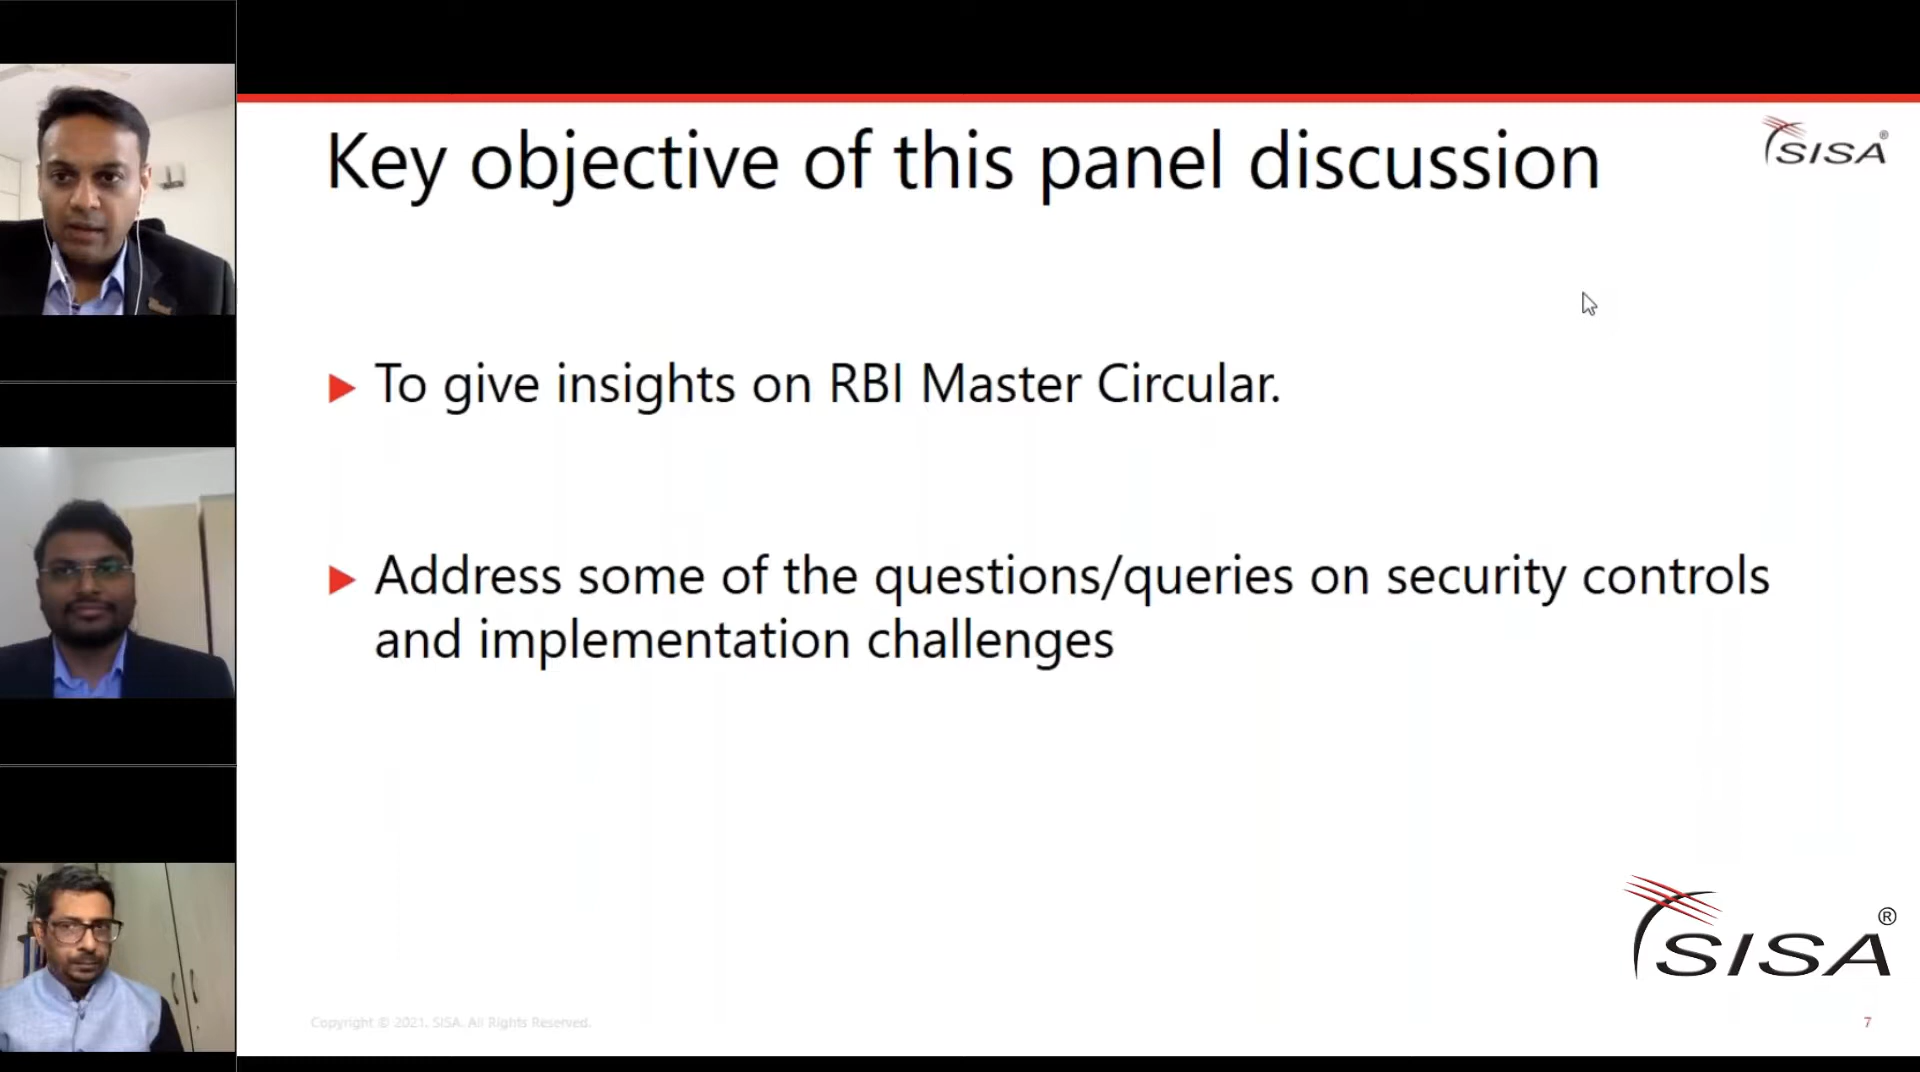 Key objective of this panel discussion
SISA®
► To give insights on RBI Master Circular.
► Address some of the questions/queries on security controls
and implementation challenges
SISA®
Copyright © 2021. SISA. All Rights Reserved.
7